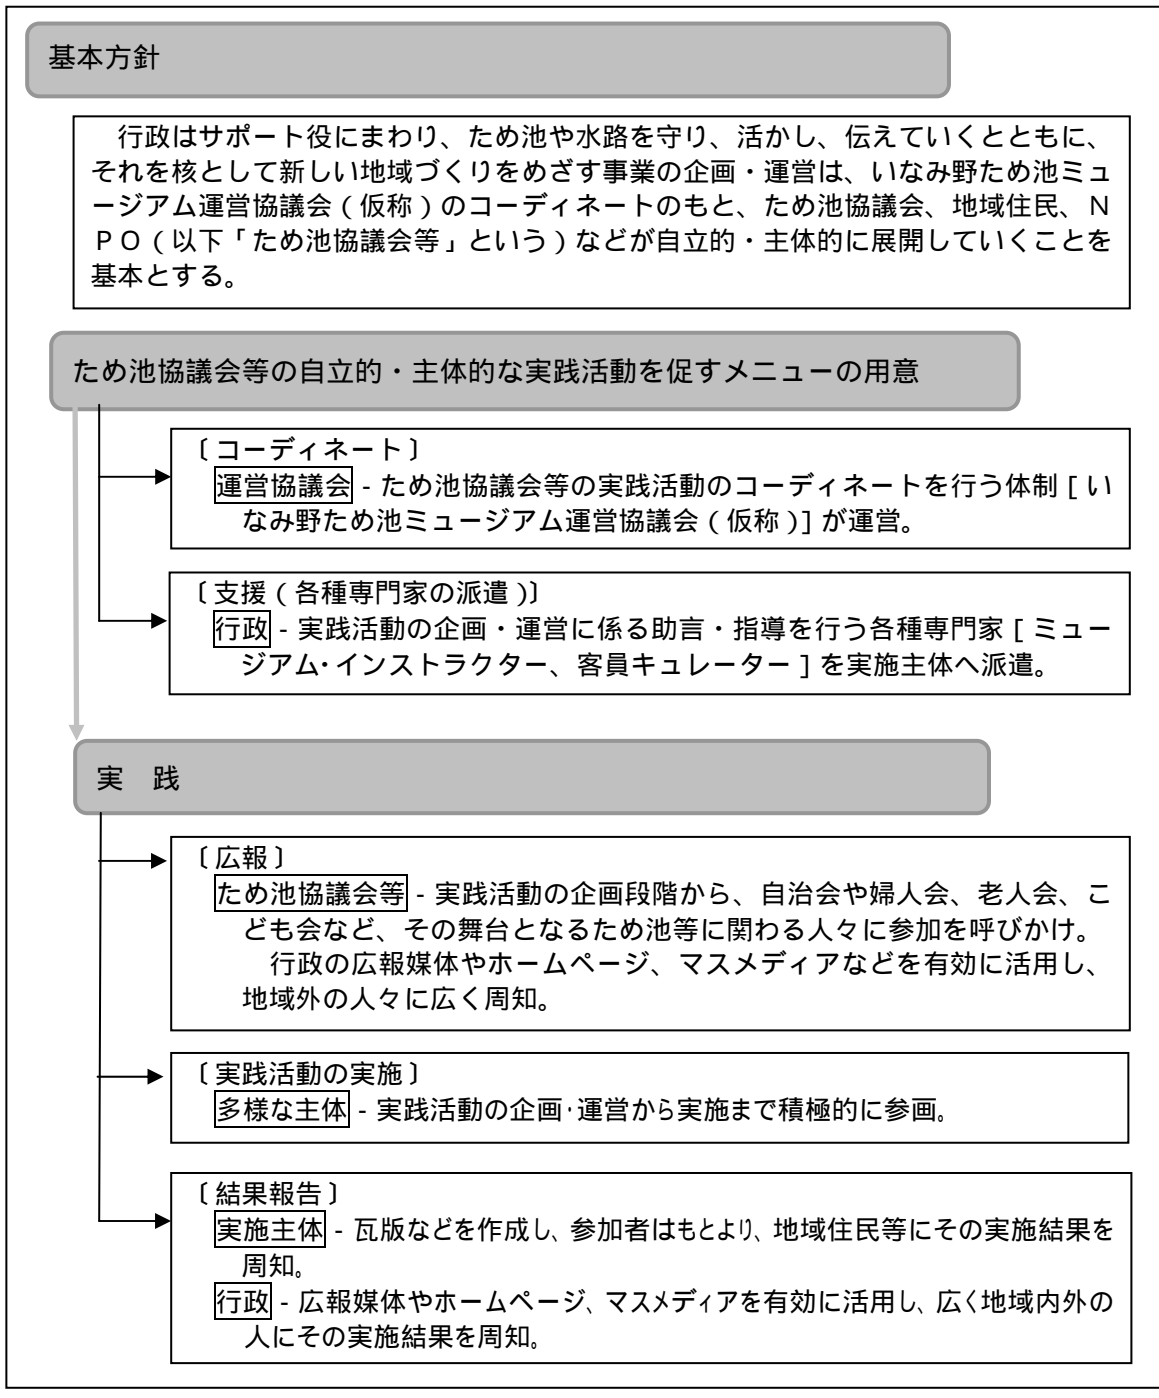 基本方針
行政はサポート役にまわり、ため池や水路を守り、活かし、伝えていくとともに、
それを核として新しい地域づくりをめざす事業の企画・運営は、いなみ野ため池ミュ
ージアム運営協議会(仮称)のコーディネートのもと、ため池協議会、地域住民、N
PO(以下「ため池協議会等」という)などが自立的・主体的に展開していくことを
基本とする。
ため池協議会等の自立的・主体的な実践活動を促すメニューの用意
〔コーディネート〕
運営協議会 - ため池協議会等の実践活動のコーディネートを行う体制[い
なみ野ため池ミュージアム運営協議会(仮称)]が運営。
〔支援(各種専門家の派遣)〕
行政 - 実践活動の企画・運営に係る助言・指導を行う各種専門家[ミュー
ジアム・インストラクター、客員キュレーター]を実施主体へ派遣。
実 践
〔広報〕
ため池協議会等 - 実践活動の企画段階から、自治会や婦人会、老人会、こ
ども会など、その舞台となるため池等に関わる人々に参加を呼びかけ。
行政の広報媒体やホームページ、マスメディアなどを有効に活用し、
地域外の人々に広く周知。
〔実践活動の実施〕
多様な主体 - 実践活動の企画・運営から実施まで積極的に参画。
〔結果報告〕
実施主体 - 瓦版などを作成し、参加者はもとより、地域住民等にその実施結果を
周知。
行政 - 広報媒体やホームページ、マスメディアを有効に活用し、広く地域内外の
人にその実施結果を周知。